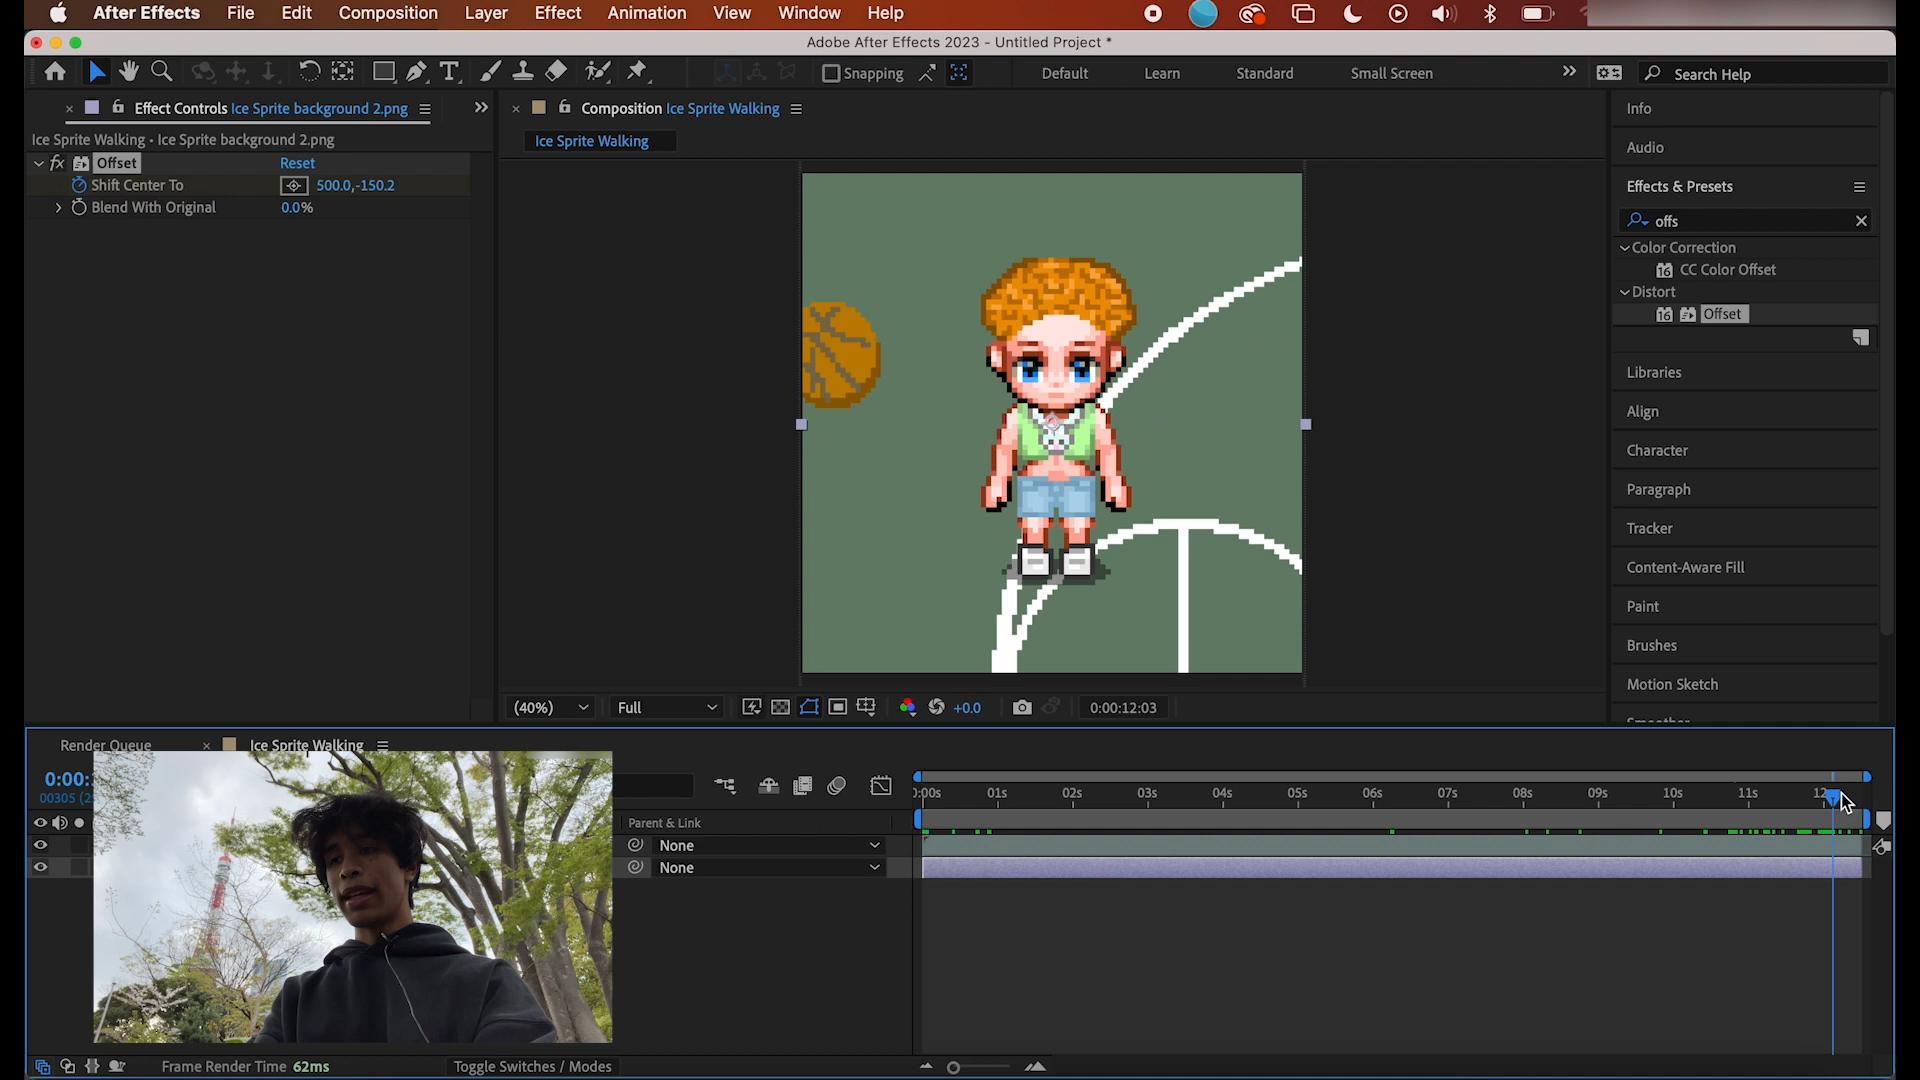 After Effects File Edit Composition Layer Effect Animation View Window Help
Adobe After Effects 2023 - Untitled Project *
Snapping Default Learn Standard Small Screen Search Help
Effect Controls Ice Sprite background 2.png
Composition Ice Sprite Walking
Info
Ice Sprite Walking • Ice Sprite background 2.png
Ice Sprite Walking
Audio
fx Offset Reset
Shift Center To 500.0,-150.2
Blend With Original 0.0%
Effects & Presets
offs
Color Correction
16 CC Color Offset
Distort
16 Offset
Libraries
Align
Character
Paragraph
Tracker
Content-Aware Fill
Paint
Brushes
Motion Sketch
(40%) Full +0.0 0:00:12:03
Render Queue Ice Sprite Walking
0:00:
00305 (2
:00s 01s 02s 03s 04s 05s 06s 07s 08s 09s 10s 11s 12
Parent & Link
None
None
Frame Render Time 62ms Toggle Switches / Modes